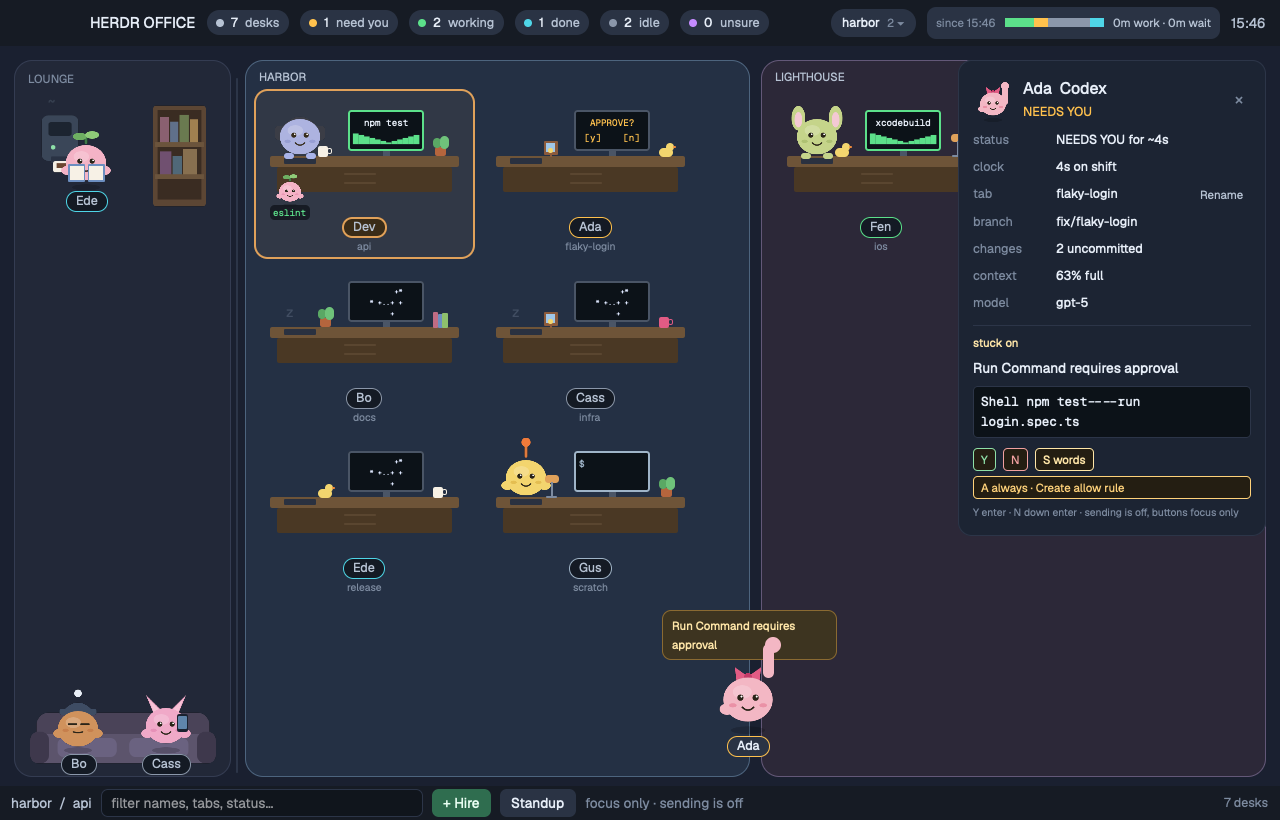 HERDR OFFICE
7 desks
1 need you
2 working
1 done
2 idle
0 unsure
harbor 2
since 15:46
0m work · 0m wait
15:46
LOUNGE
Ede
Bo
Cass
HARBOR
npm test
eslint
Dev
api
APPROVE?
[y] [n]
Ada
flaky-login
Z
Bo
docs
Z
Cass
infra
Ede
release
$
Gus
scratch
Run Command requires
approval
Ada
LIGHTHOUSE
xcodebuild
Fen
ios
Ada Codex
×
NEEDS YOU
status NEEDS YOU for ~4s
clock 4s on shift
tab flaky-login Rename
branch fix/flaky-login
changes 2 uncommitted
context 63% full
model gpt-5
stuck on
Run Command requires approval
Shell npm test----run
login.spec.ts
Y N S words
A always · Create allow rule
Y enter · N down enter · sending is off, buttons focus only
harbor / api
filter names, tabs, status…
+ Hire
Standup
focus only · sending is off
7 desks